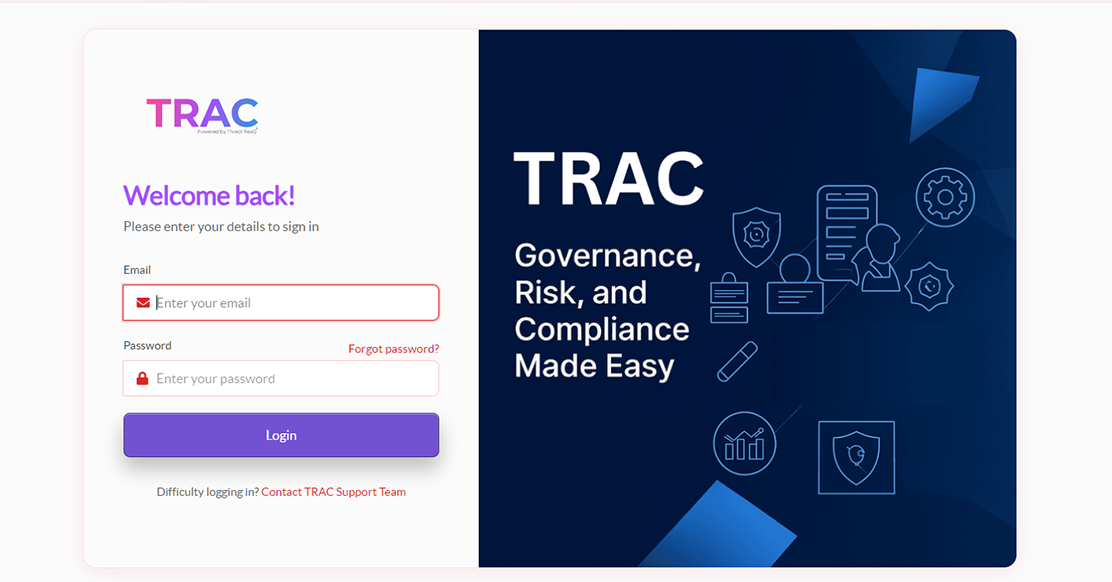 TRAC
Powered by Threat ResQ
Welcome back!
Please enter your details to sign in
Email
Enter your email
Password
Forgot password?
Enter your password
Login
Difficulty logging in? Contact TRAC Support Team
TRAC
Governance,
Risk, and
Compliance
Made Easy